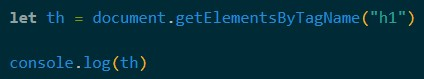 let th = document.getElementsByTagName("h1")
console.log(th)